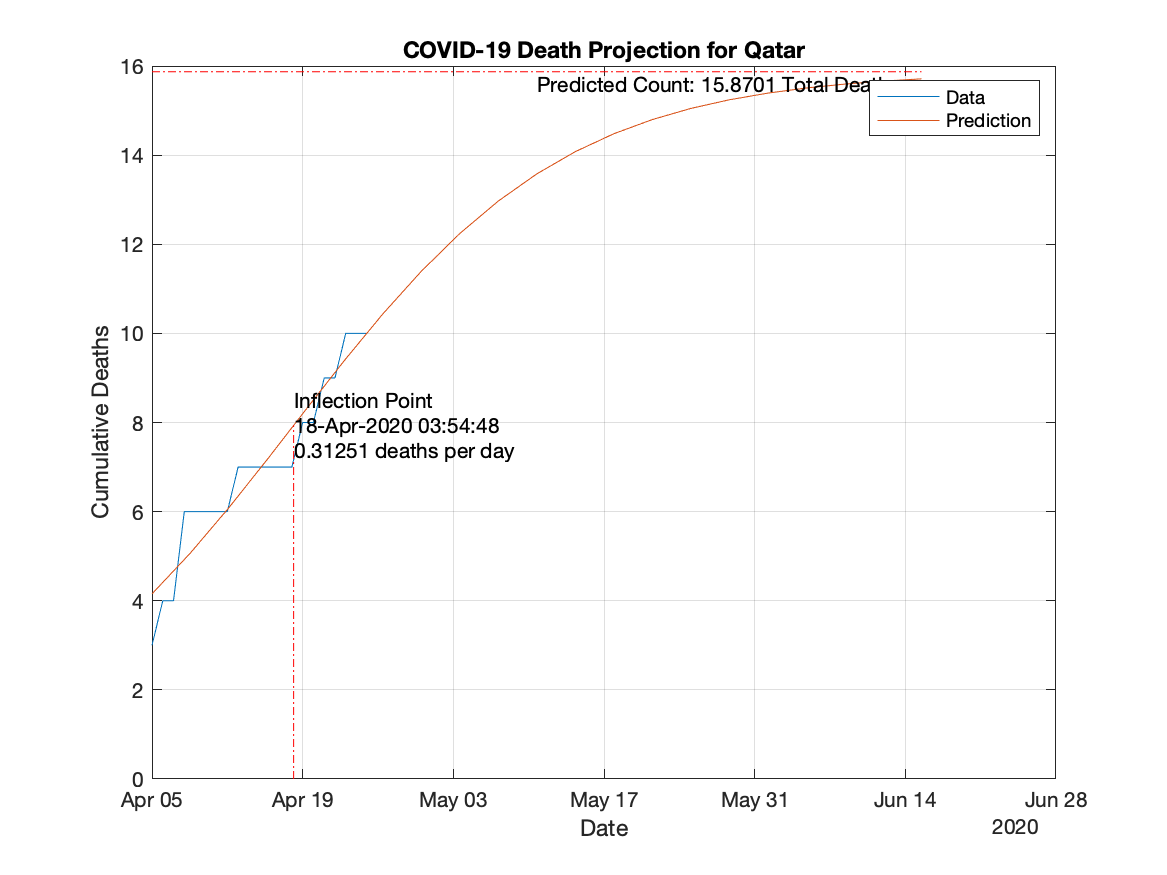 COVID-19 Death Projection for Qatar
16
14
12
10
8
6
4
2
0
Cumulative Deaths
Predicted Count: 15.8701 Total
Data
Prediction
Inflection Point
18-Apr-2020 03:54:48
0.31251 deaths per day
Apr 05
Apr 19
May 03
May 17
May 31
Jun 14
Jun 28
Date
2020